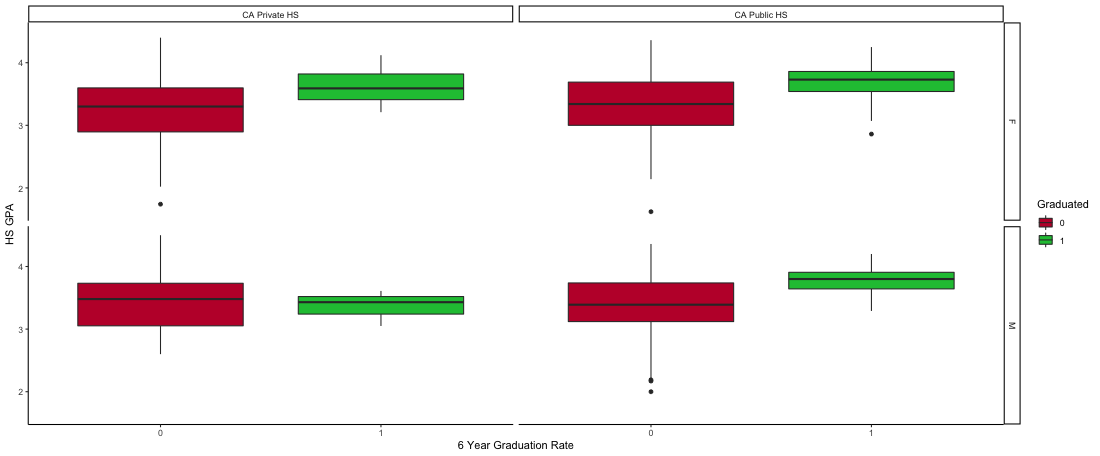 CA Private HS
CA Public HS
4
3
2
F
HS GPA
4
3
2
M
0
1
0
1
6 Year Graduation Rate
Graduated
0
1